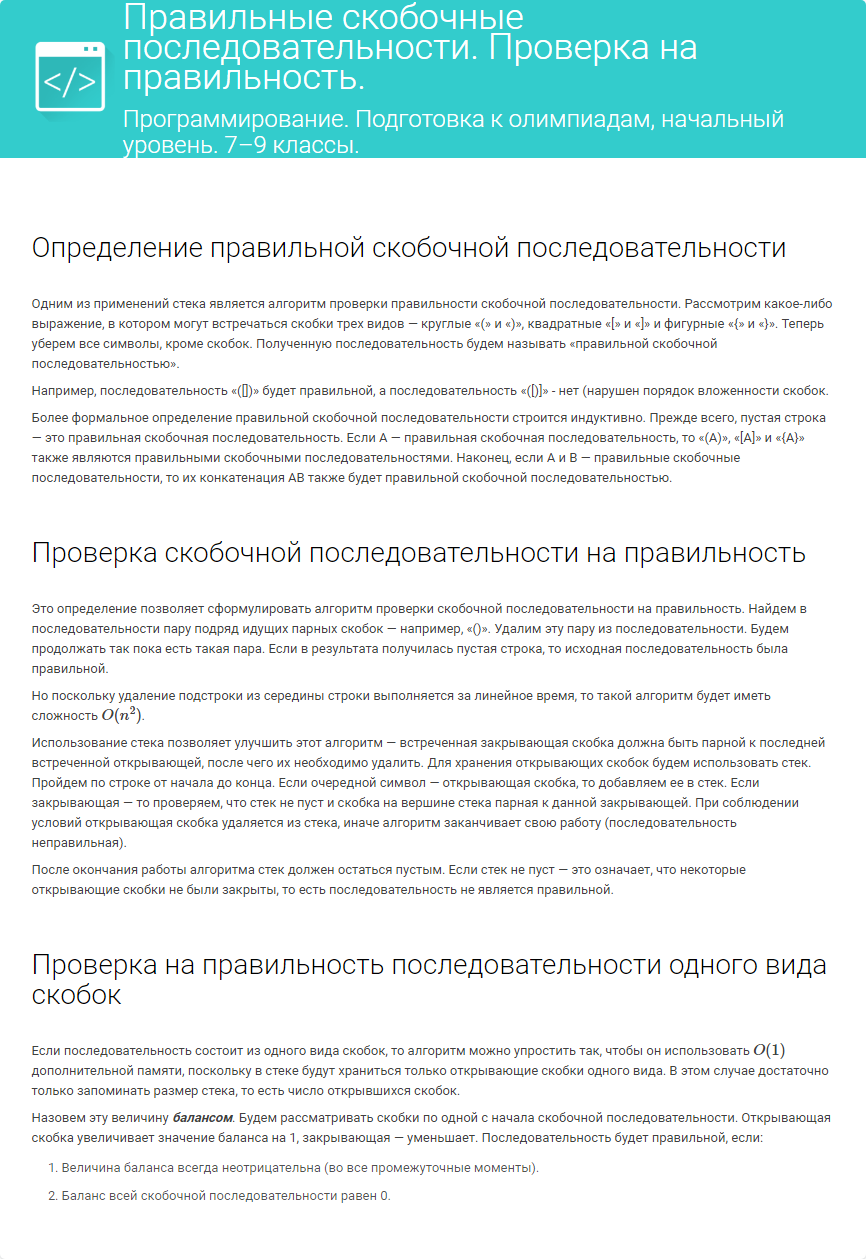 </>
Правильные скобочные
последовательности. Проверка на
правильность.
Программирование. Подготовка к олимпиадам, начальный
уровень. 7–9 классы.
Определение правильной скобочной последовательности
Одним из применений стека является алгоритм проверки правильности скобочной последовательности. Рассмотрим какое-либо
выражение, в котором могут встречаться скобки трех видов — круглые «(» и «)», квадратные «[» и «]» и фигурные «{» и «}». Теперь
уберем все символы, кроме скобок. Полученную последовательность будем называть «правильной скобочной
последовательностью».
Например, последовательность «([])» будет правильной, а последовательность «([)]» - нет (нарушен порядок вложенности скобок.
Более формальное определение правильной скобочной последовательности строится индуктивно. Прежде всего, пустая строка
— это правильная скобочная последовательность. Если A — правильная скобочная последовательность, то «(A)», «[A]» и «{A}»
также являются правильными скобочными последовательностями. Наконец, если A и B — правильные скобочные
последовательности, то их конкатенация AB также будет правильной скобочной последовательностью.
Проверка скобочной последовательности на правильность
Это определение позволяет сформулировать алгоритм проверки скобочной последовательности на правильность. Найдем в
последовательности пару подряд идущих парных скобок — например, «()». Удалим эту пару из последовательности. Будем
продолжать так пока есть такая пара. Если в результата получилась пустая строка, то исходная последовательность была
правильной.
Но поскольку удаление подстроки из середины строки выполняется за линейное время, то такой алгоритм будет иметь
сложность O(n²).
Использование стека позволяет улучшить этот алгоритм — встреченная закрывающая скобка должна быть парной к последней
встреченной открывающей, после чего их необходимо удалить. Для хранения открывающих скобок будем использовать стек.
Пройдем по строке от начала до конца. Если очередной символ — открывающая скобка, то добавляем ее в стек. Если
закрывающая — то проверяем, что стек не пуст и скобка на вершине стека парная к данной закрывающей. При соблюдении
условий открывающая скобка удаляется из стека, иначе алгоритм заканчивает свою работу (последовательность
неправильная).
После окончания работы алгоритма стек должен остаться пустым. Если стек не пуст — это означает, что некоторые
открывающие скобки не были закрыты, то есть последовательность не является правильной.
Проверка на правильность последовательности одного вида
скобок
Если последовательность состоит из одного вида скобок, то алгоритм можно упростить так, чтобы он использовать O(1)
дополнительной памяти, поскольку в стеке будут храниться только открывающие скобки одного вида. В этом случае достаточно
только запоминать размер стека, то есть число открывшихся скобок.
Назовем эту величину балансом. Будем рассматривать скобки по одной с начала скобочной последовательности. Открывающая
скобка увеличивает значение баланса на 1, закрывающая — уменьшает. Последовательность будет правильной, если:
1. Величина баланса всегда неотрицательна (во все промежуточные моменты).
2. Баланс всей скобочной последовательности равен 0.